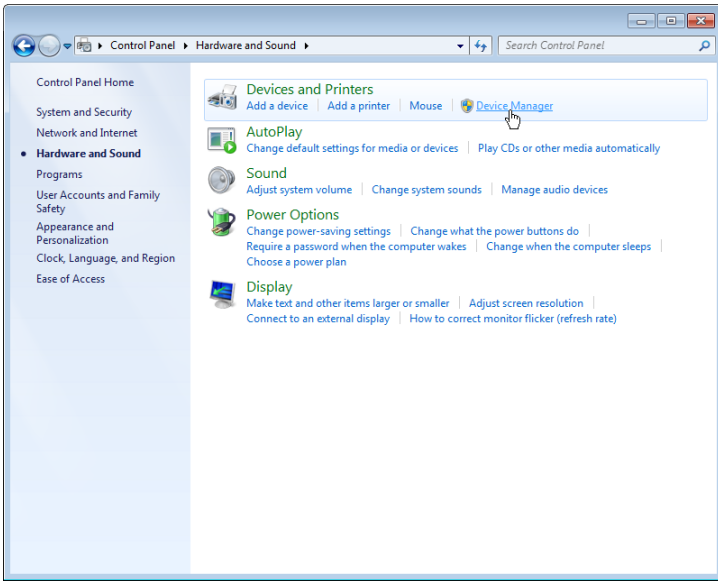 Control Panel ▸ Hardware and Sound ▸
Search Control Panel
Control Panel Home
System and Security
Network and Internet
Hardware and Sound
Programs
User Accounts and Family
Safety
Appearance and
Personalization
Clock, Language, and Region
Ease of Access
Devices and Printers
Add a device | Add a printer | Mouse | Device Manager
AutoPlay
Change default settings for media or devices | Play CDs or other media automatically
Sound
Adjust system volume | Change system sounds | Manage audio devices
Power Options
Change power-saving settings | Change what the power buttons do |
Require a password when the computer wakes | Change when the computer sleeps |
Choose a power plan
Display
Make text and other items larger or smaller | Adjust screen resolution |
Connect to an external display | How to correct monitor flicker (refresh rate)